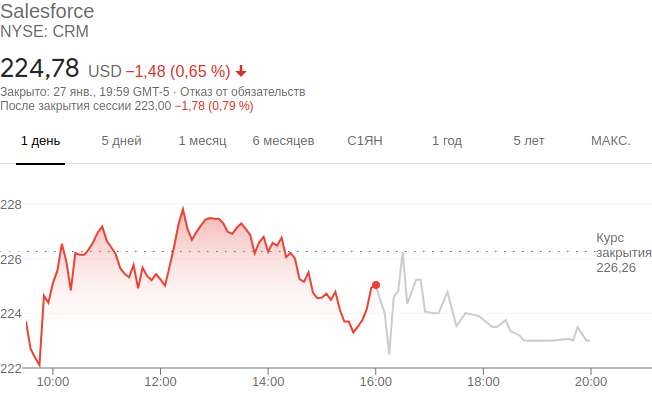 Salesforce
NYSE: CRM
224,78 USD −1,48 (0,65 %)
Закрыто: 27 янв., 19:59 GMT-5 · Отказ от обязательств
После закрытия сессии 223,00 −1,78 (0,79 %)
1 день 5 дней 1 месяц 6 месяцев С1ЯН 1 год 5 лет МАКС.
228
226
224
222
Курс
закрытия
226,26
10:00 12:00 14:00 16:00 18:00 20:00